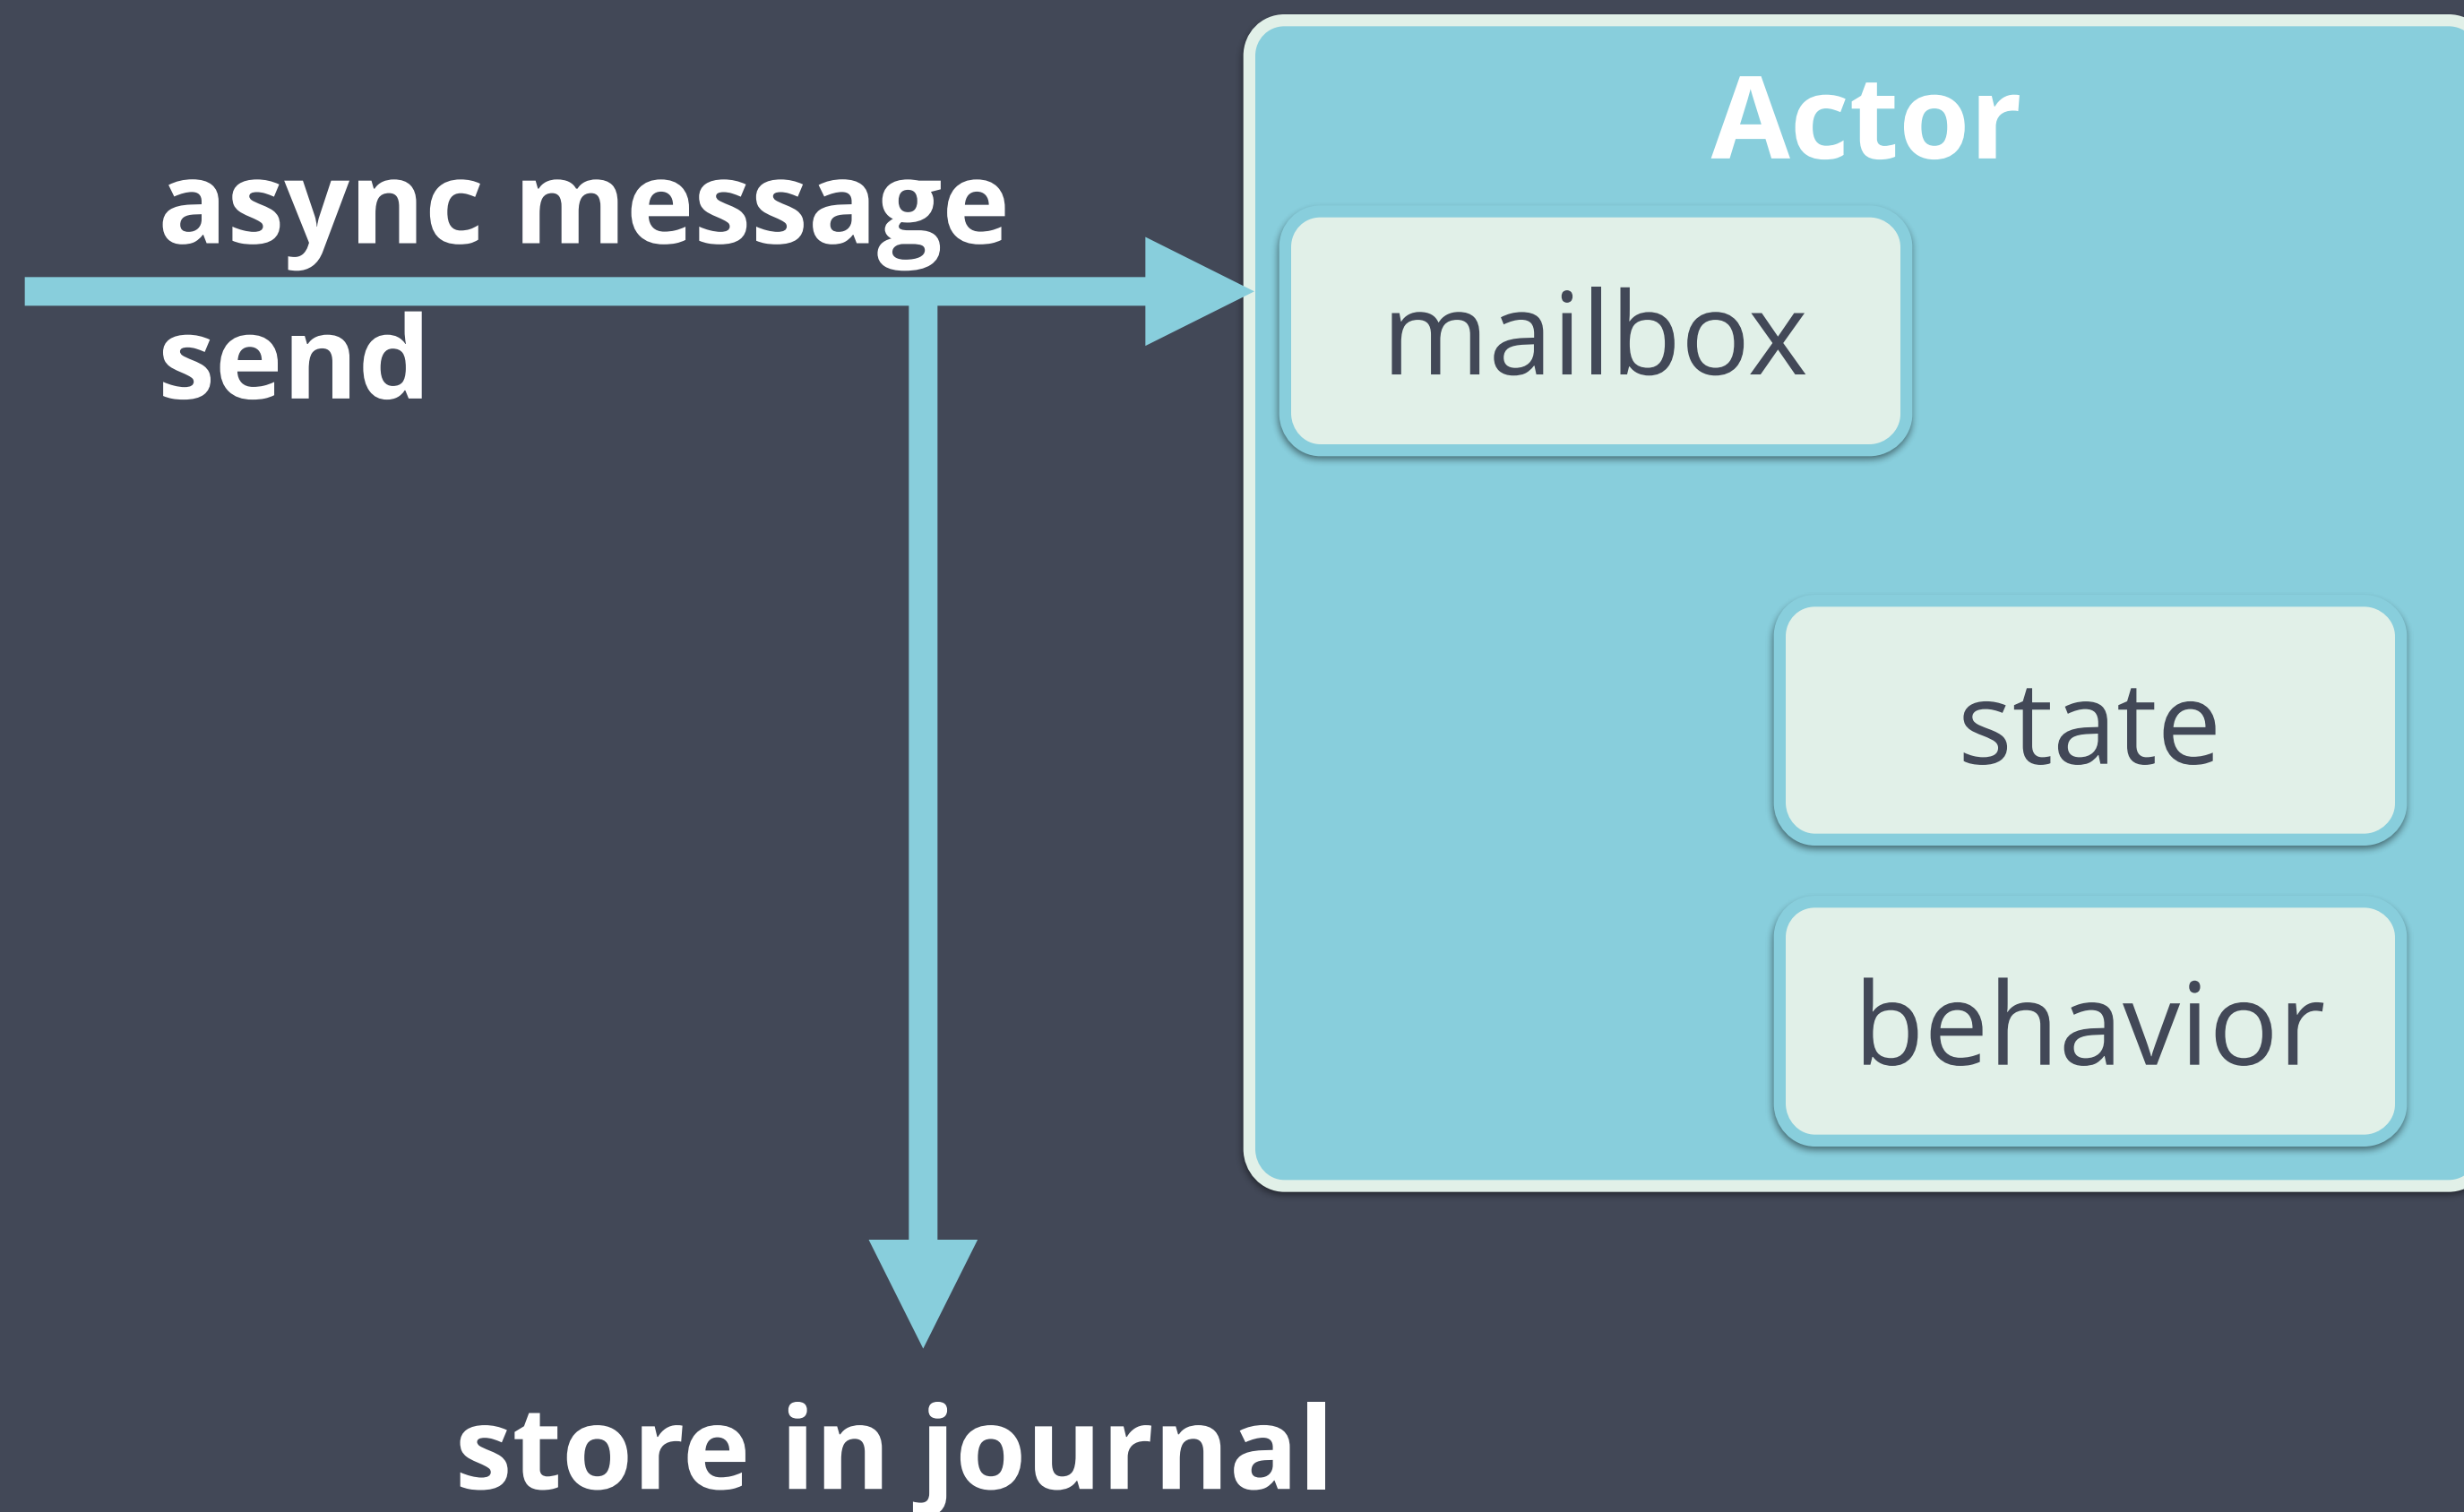 Actor
async message
send
mailbox
state
behavior
store in journal